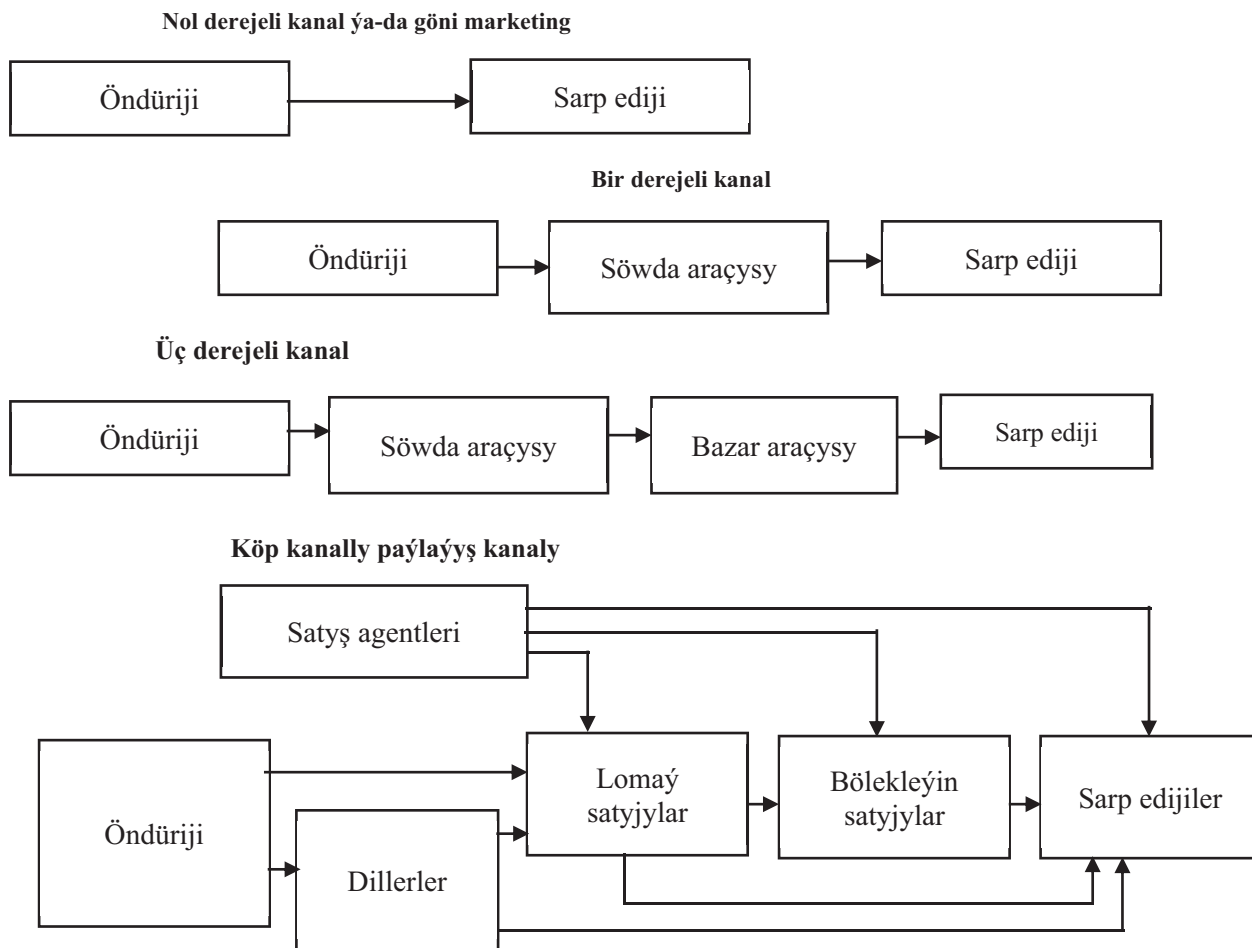 Nol derejeli kanal ýa-da göni marketing
Öndüriji
Sarp ediji
Bir derejeli kanal
Öndüriji
Söwda araçysy
Sarp ediji
Üç derejeli kanal
Öndüriji
Söwda araçysy
Bazar araçysy
Sarp ediji
Köp kanally paýlaýyş kanaly
Satyş agentleri
Öndüriji
Dillerler
Lomaý
satyjylar
Bölekleýin
satyjylar
Sarp edijiler